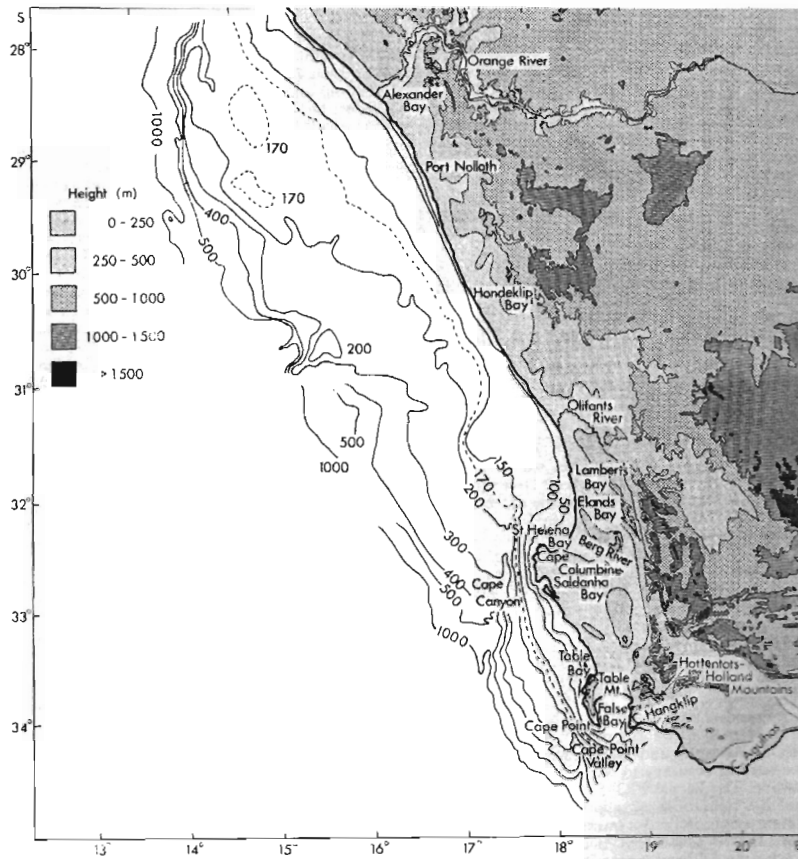 S
28°
29°
30°
31°
32°
33°
34°
13°
14°
15°
16°
17°
18°
19°
20°
Height (m)
0 - 250
250 - 500
500 - 1000
1000 - 1500
> 1500
Orange River
Alexander
Bay
Port Nolloth
Hondeklip
Bay
Olifants
River
Lamberts
Bay
Elands
Bay
St Helena
Bay
Berg River
Cape
Columbine
Saldanha
Bay
Cape
Canyon
Table
Bay
Table
Mt.
False
Bay
Hottentots-
Holland
Mountains
Hangklip
Cape Point
Cape Point
Valley
C. Agulhas
1000
170
170
400
500
200
500
1000
150
170
200
100
50
300
400
500
1000